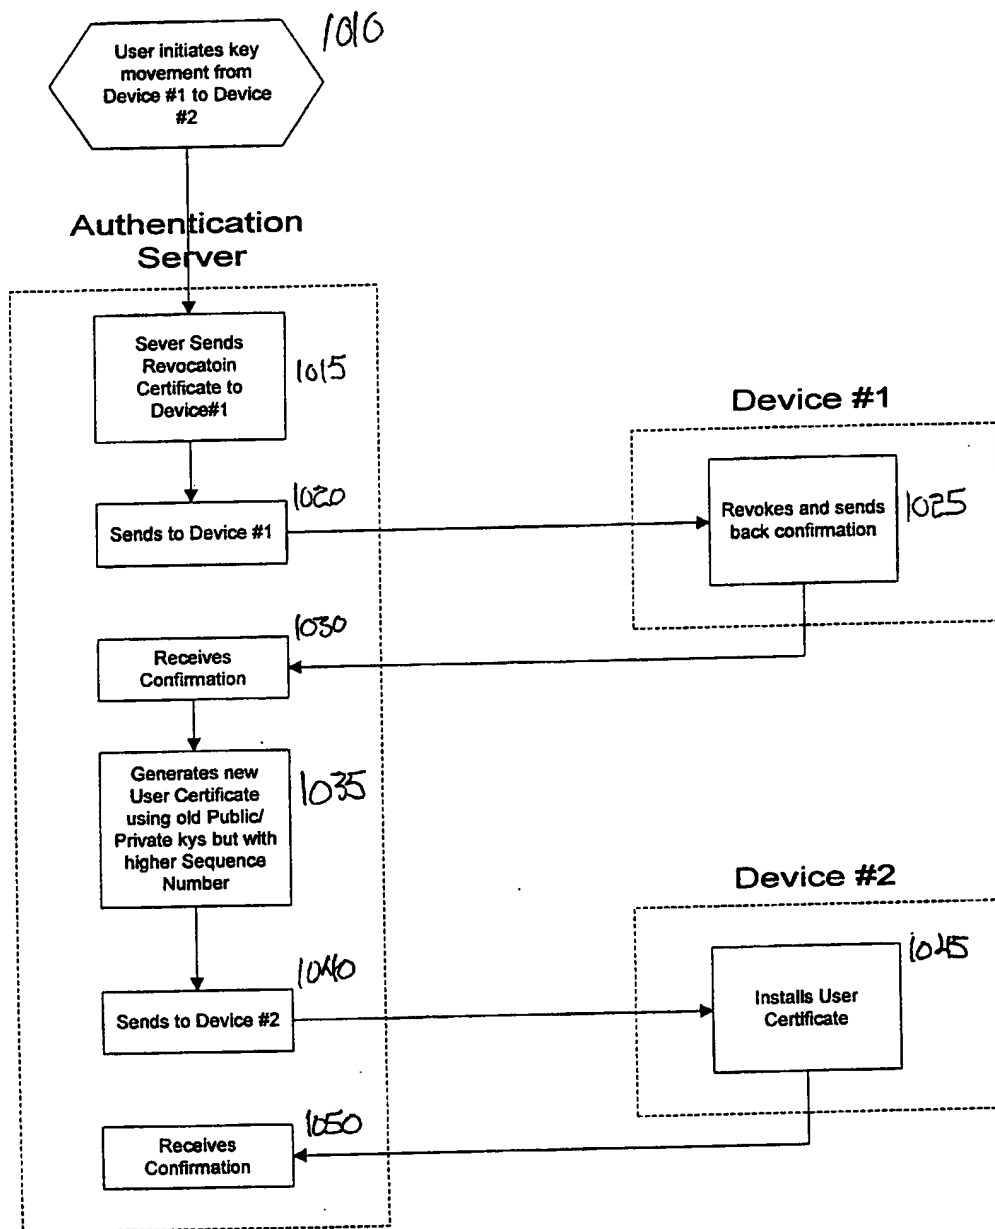 User initiates key
movement from
Device #1 to Device
#2
1010
Authentication
Server
Sever Sends
Revocatoin
Certificate to
Device#1
1015
Device #1
1020
Sends to Device #1
Revokes and sends
back confirmation
1025
1030
Receives
Confirmation
Generates new
User Certificate
using old Public/
Private kys but with
higher Sequence
Number
1035
Device #2
1040
Sends to Device #2
Installs User
Certificate
1045
1050
Receives
Confirmation